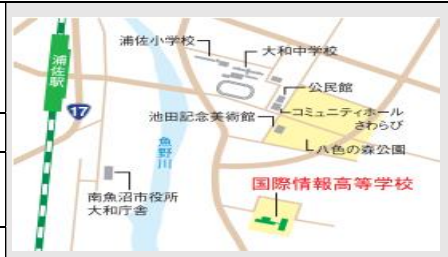 浦佐小学校
大和中学校
浦佐駅
公民館
17
コミュニティホール
さわらび
池田記念美術館
魚野川
八色の森公園
国際情報高等学校
南魚沼市役所
大和庁舎